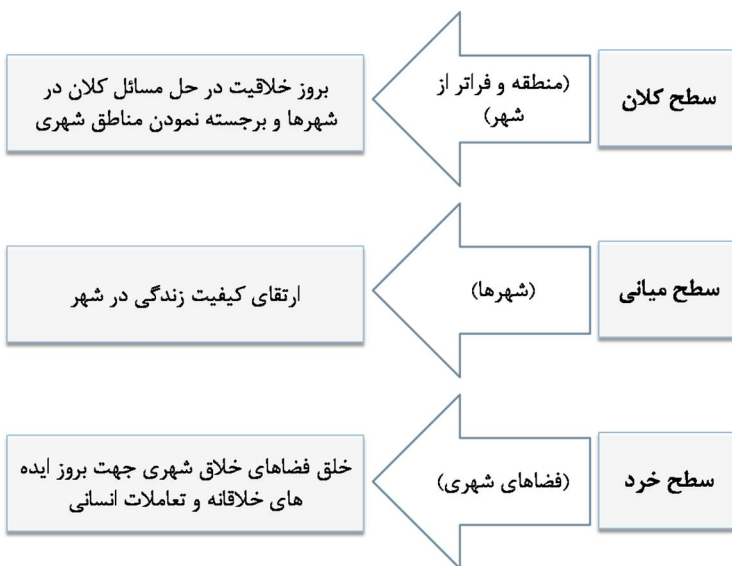 سطح کلان
(منطقه و فراتر از
شهر)
بروز خلاقیت در حل مسائل کلان در
شهرها و برجسته نمودن مناطق شهری
سطح میانی
(شهرها)
ارتقای کیفیت زندگی در شهر
سطح خرد
(فضاهای شهری)
خلق فضاهای خلاق شهری جهت بروز ایده
های خلاقانه و تعاملات انسانی